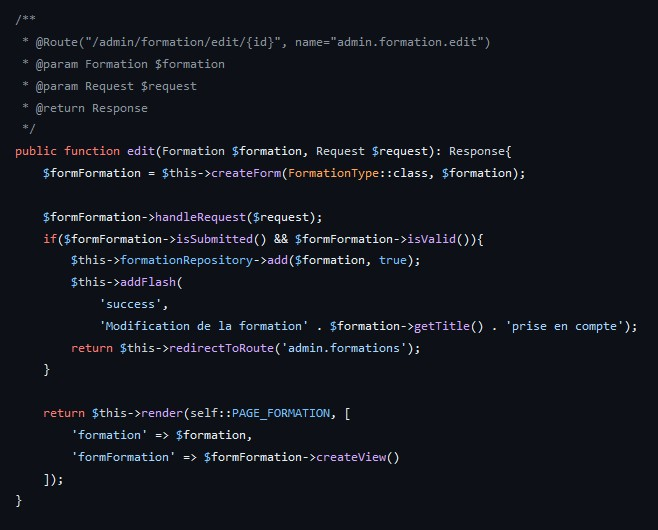 /**
 * @Route("/admin/formation/edit/{id}", name="admin.formation.edit")
 * @param Formation $formation
 * @param Request $request
 * @return Response
 */
public function edit(Formation $formation, Request $request): Response{
    $formFormation = $this->createForm(FormationType::class, $formation);

    $formFormation->handleRequest($request);
    if($formFormation->isSubmitted() && $formFormation->isValid()){
        $this->formationRepository->add($formation, true);
        $this->addFlash(
            'success',
            'Modification de la formation' . $formation->getTitle() . 'prise en compte');
        return $this->redirectToRoute('admin.formations');
    }

    return $this->render(self::PAGE_FORMATION, [
        'formation' => $formation,
        'formFormation' => $formFormation->createView()
    ]);
}